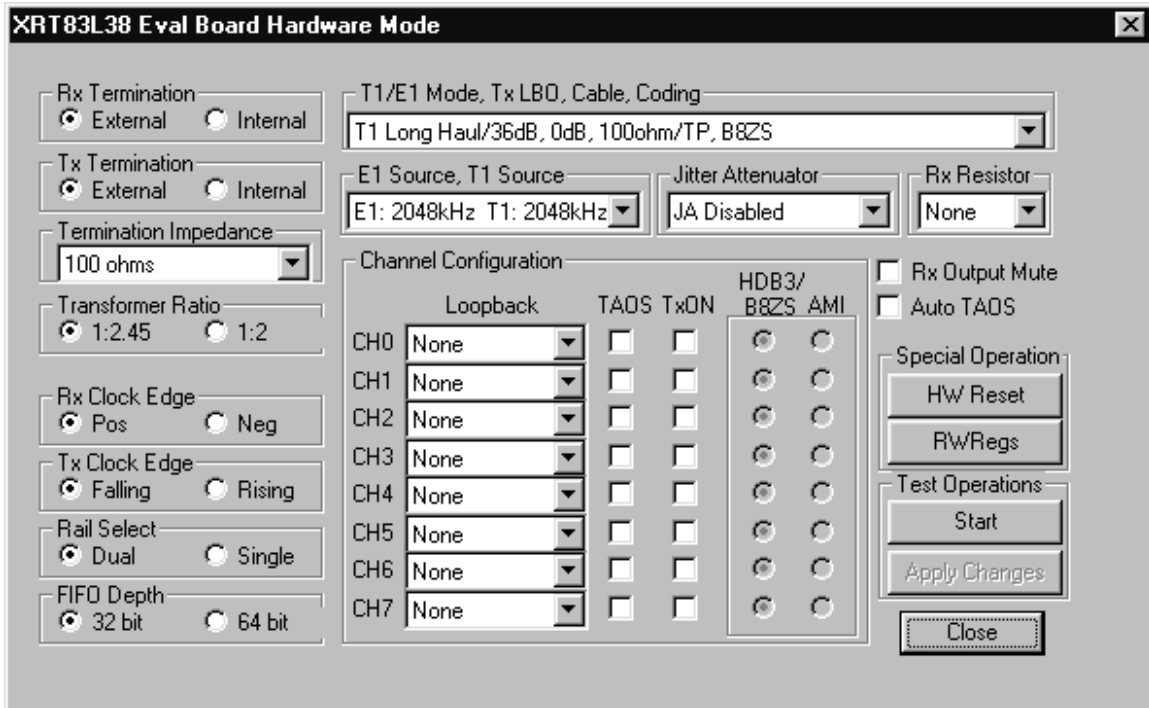 XRT83L38 Eval Board Hardware Mode
Rx Termination
External Internal
Tx Termination
External Internal
Termination Impedance
100 ohms
Transformer Ratio
1:2.45 1:2
Rx Clock Edge
Pos Neg
Tx Clock Edge
Falling Rising
Rail Select
Dual Single
FIFO Depth
32 bit 64 bit
T1/E1 Mode, Tx LBO, Cable, Coding
T1 Long Haul/36dB, 0dB, 100ohm/TP, B8ZS
E1 Source, T1 Source
E1: 2048kHz T1: 2048kHz
Jitter Attenuator
JA Disabled
Rx Resistor
None
Channel Configuration
Loopback TAOS TxON HDB3/
B8ZS AMI
CH0 None
CH1 None
CH2 None
CH3 None
CH4 None
CH5 None
CH6 None
CH7 None
Rx Output Mute
Auto TAOS
Special Operation
HW Reset
RWRegs
Test Operations
Start
Apply Changes
Close